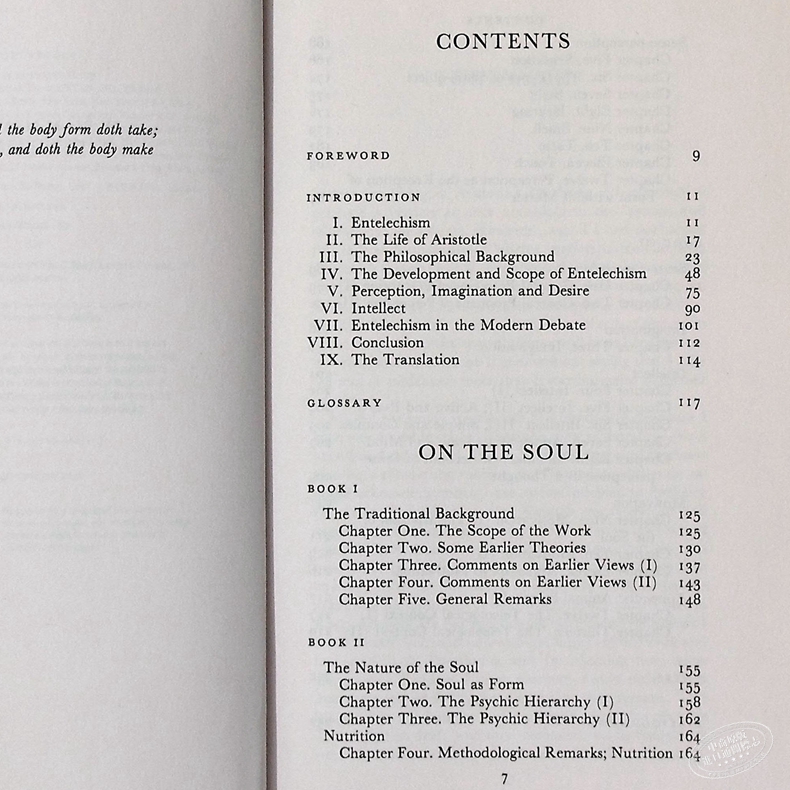 l the body form doth take;
, and doth the body make
CONTENTS
FOREWORD 9
INTRODUCTION 11
I. Entelechism 11
II. The Life of Aristotle 17
III. The Philosophical Background 23
IV. The Development and Scope of Entelechism 48
V. Perception, Imagination and Desire 75
VI. Intellect 90
VII. Entelechism in the Modern Debate 101
VIII. Conclusion 112
IX. The Translation 114
GLOSSARY 117
ON THE SOUL
BOOK I
The Traditional Background 125
Chapter One. The Scope of the Work 125
Chapter Two. Some Earlier Theories 130
Chapter Three. Comments on Earlier Views (I) 137
Chapter Four. Comments on Earlier Views (II) 143
Chapter Five. General Remarks 148
BOOK II
The Nature of the Soul 155
Chapter One. Soul as Form 155
Chapter Two. The Psychic Hierarchy (I) 158
Chapter Three. The Psychic Hierarchy (II) 162
Nutrition 164
Chapter Four. Methodological Remarks; Nutrition 164
7